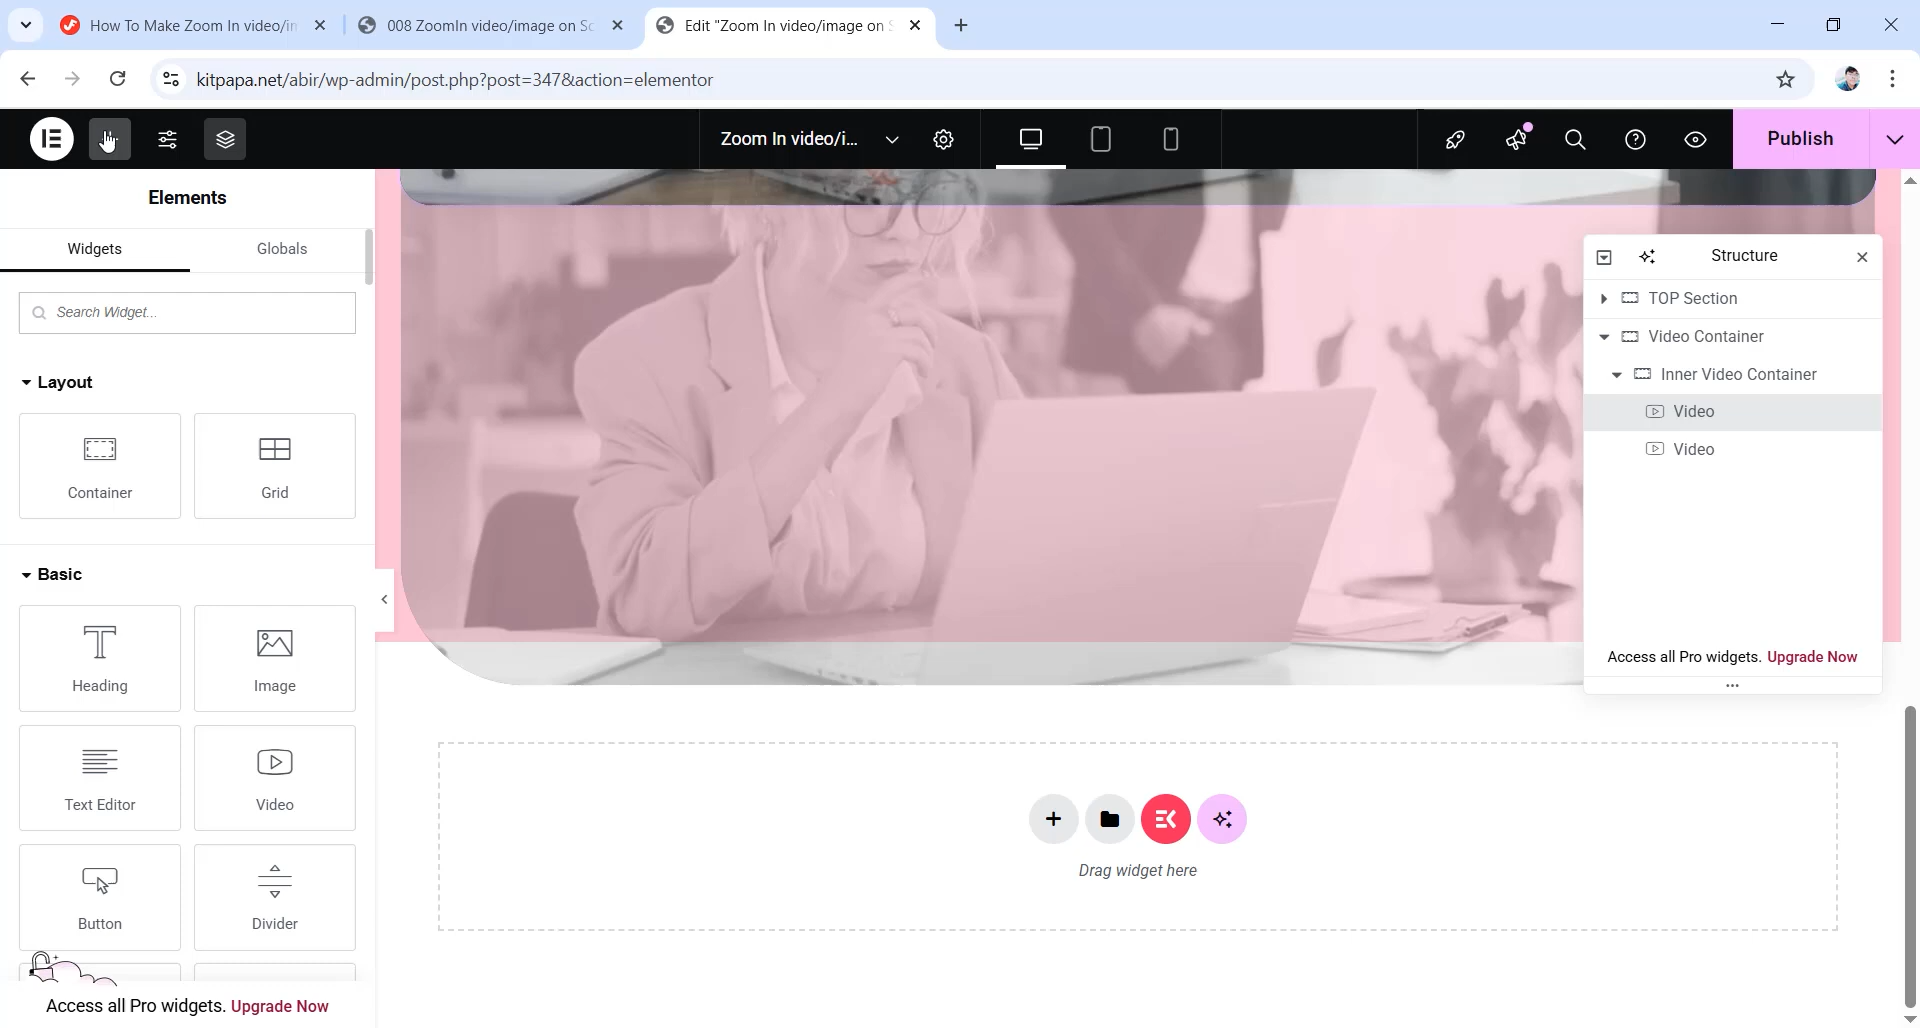 How To Make Zoom In video/in
008 ZoomIn video/image on Sc
Edit "Zoom In video/image on S
kitpapa.net/abir/wp-admin/post.php?post=347&action=elementor
Zoom In video/i...
Publish
Elements
Widgets
Globals
Search Widget...
Layout
Container
Grid
Basic
Heading
Image
Text Editor
Video
Button
Divider
Access all Pro widgets. Upgrade Now
Structure
TOP Section
Video Container
Inner Video Container
Video
Video
Access all Pro widgets. Upgrade Now
Drag widget here